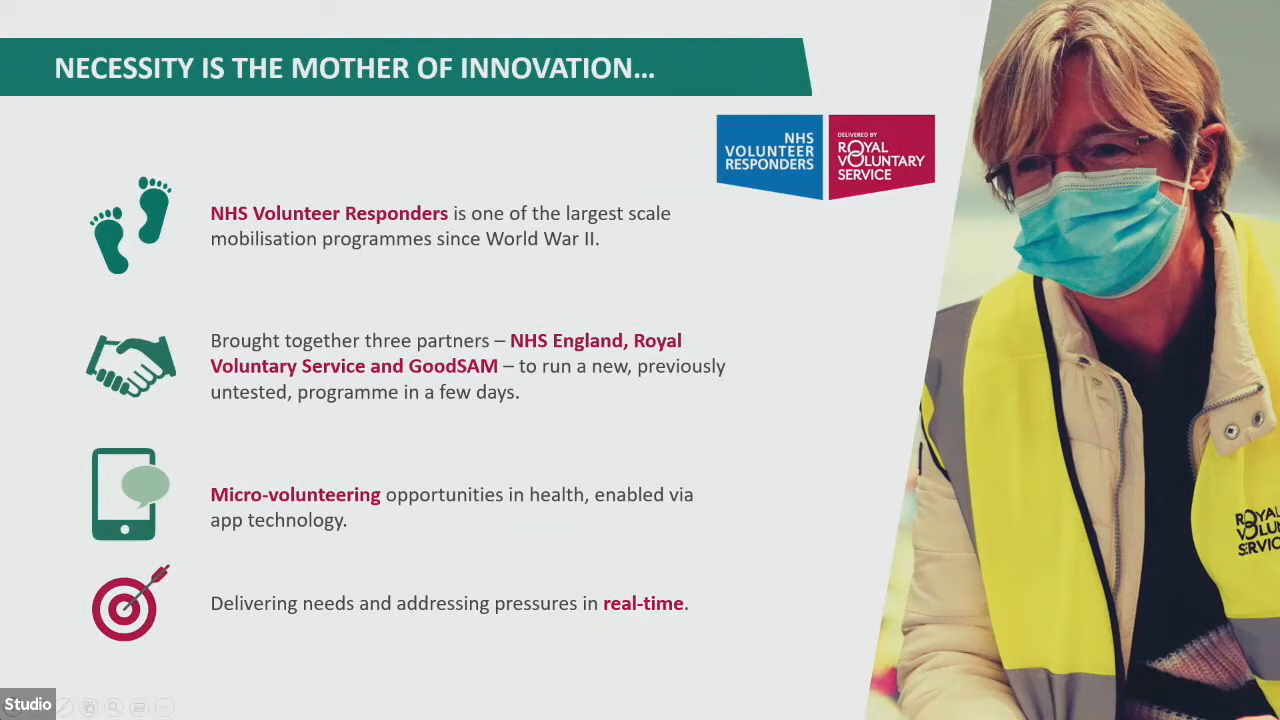 NECESSITY IS THE MOTHER OF INNOVATION...
NHS
VOLUNTEER
RESPONDERS
DELIVERED BY
ROYAL
VOLUNTARY
SERVICE
NHS Volunteer Responders is one of the largest scale
mobilisation programmes since World War II.
Brought together three partners – NHS England, Royal
Voluntary Service and GoodSAM – to run a new, previously
untested, programme in a few days.
Micro-volunteering opportunities in health, enabled via
app technology.
Delivering needs and addressing pressures in real-time.
ROYAL
VOLUN
SERVIC
Studio